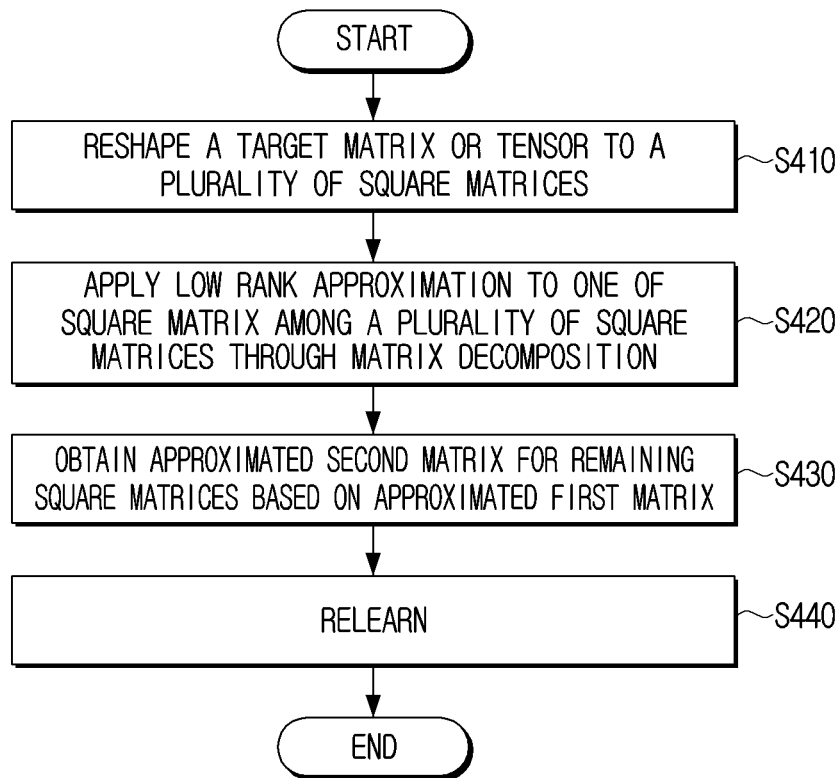 START
RESHAPE A TARGET MATRIX OR TENSOR TO A
PLURALITY OF SQUARE MATRICES
S410
APPLY LOW RANK APPROXIMATION TO ONE OF
SQUARE MATRIX AMONG A PLURALITY OF SQUARE
MATRICES THROUGH MATRIX DECOMPOSITION
S420
OBTAIN APPROXIMATED SECOND MATRIX FOR REMAINING
SQUARE MATRICES BASED ON APPROXIMATED FIRST MATRIX
S430
RELEARN
S440
END